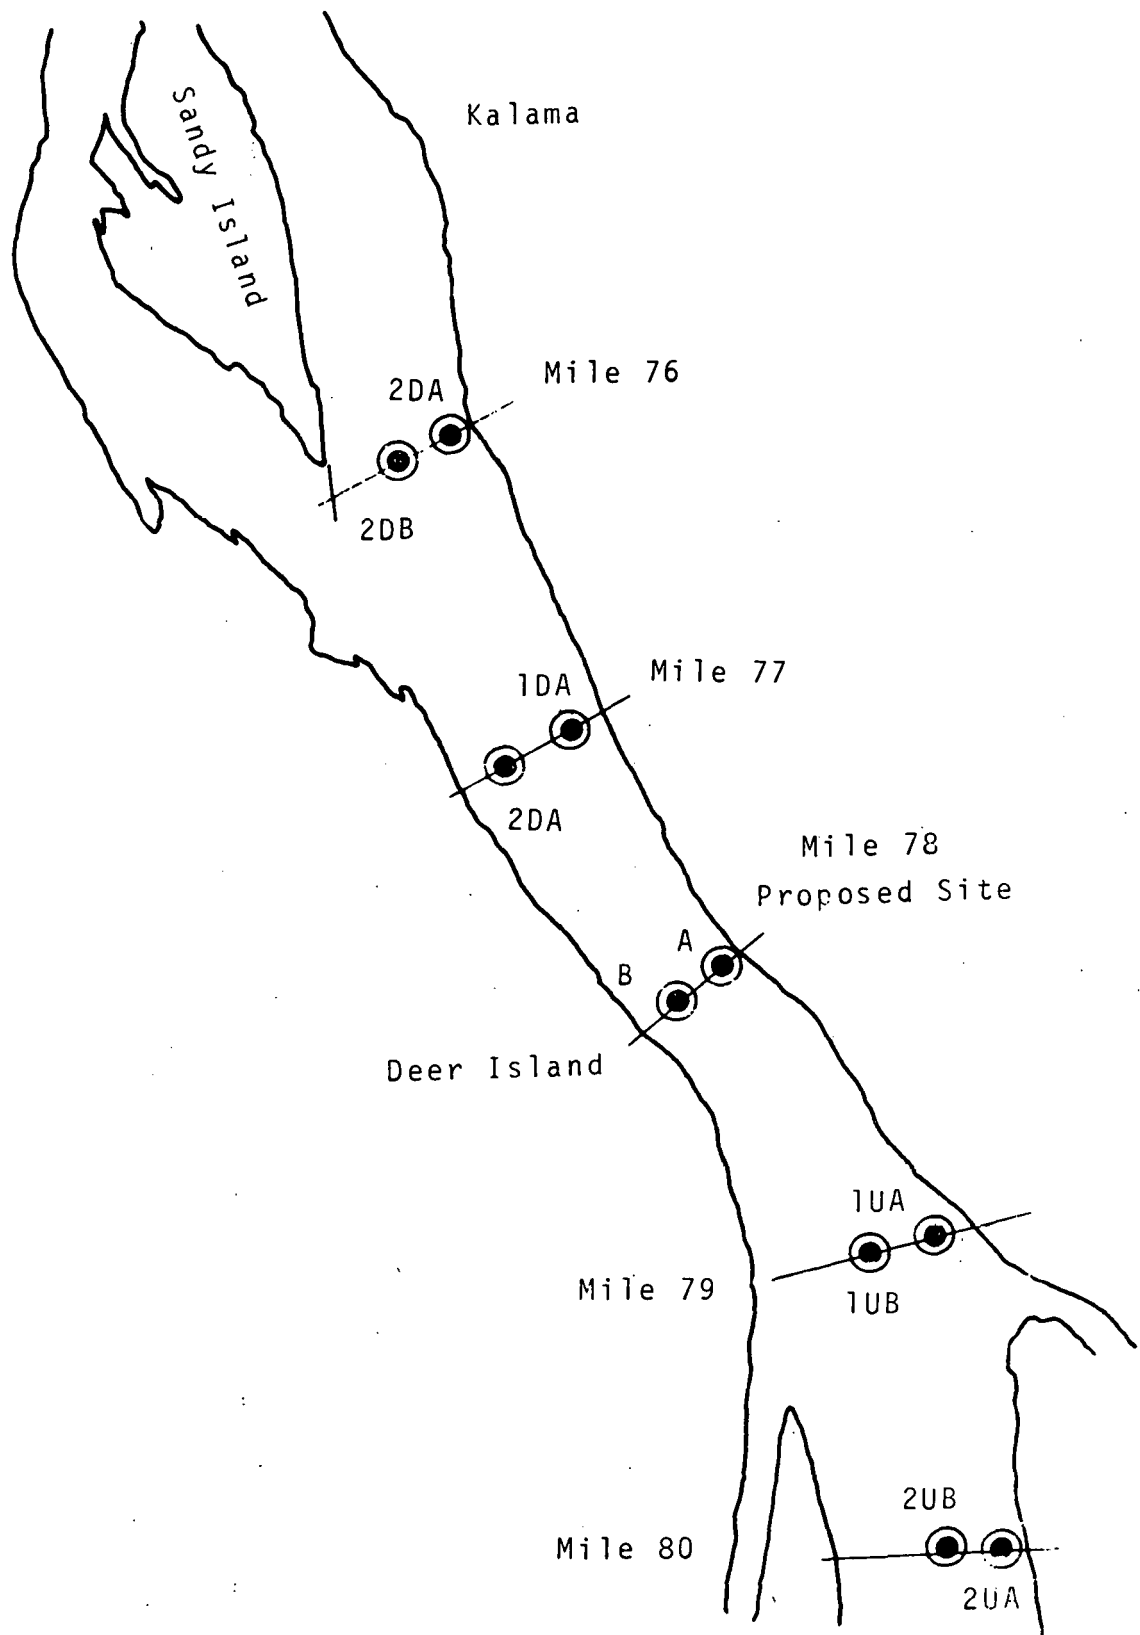 Kalama
Sandy Island
Mile 76
2DA
2DB
Mile 77
1DA
2DA
Mile 78
Proposed Site
A
B
Deer Island
1UA
Mile 79
1UB
2UB
Mile 80
2UA